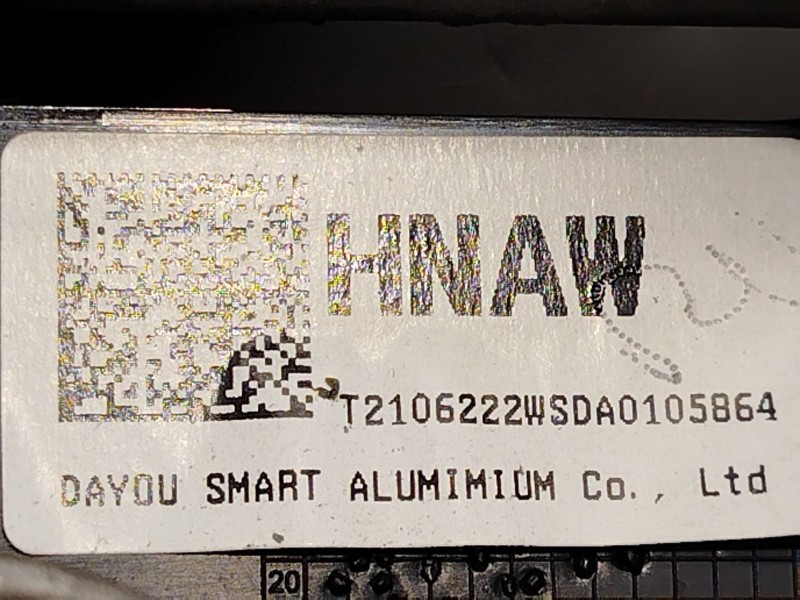 HNAW
T2106222WSDA0105864
DAYOU SMART ALUMIMIUM Co., Ltd
20